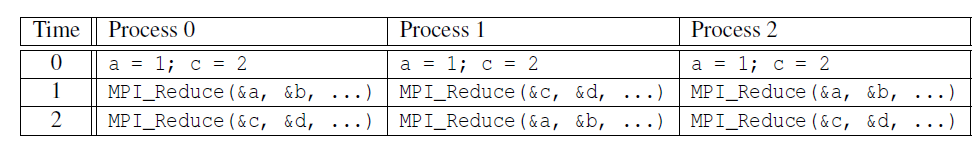 Time Process 0 Process 1 Process 2
0 a = 1; c = 2 a = 1; c = 2 a = 1; c = 2
1 MPI_Reduce(&a, &b, ...) MPI_Reduce(&c, &d, ...) MPI_Reduce(&a, &b, ...)
2 MPI_Reduce(&c, &d, ...) MPI_Reduce(&a, &b, ...) MPI_Reduce(&c, &d, ...)